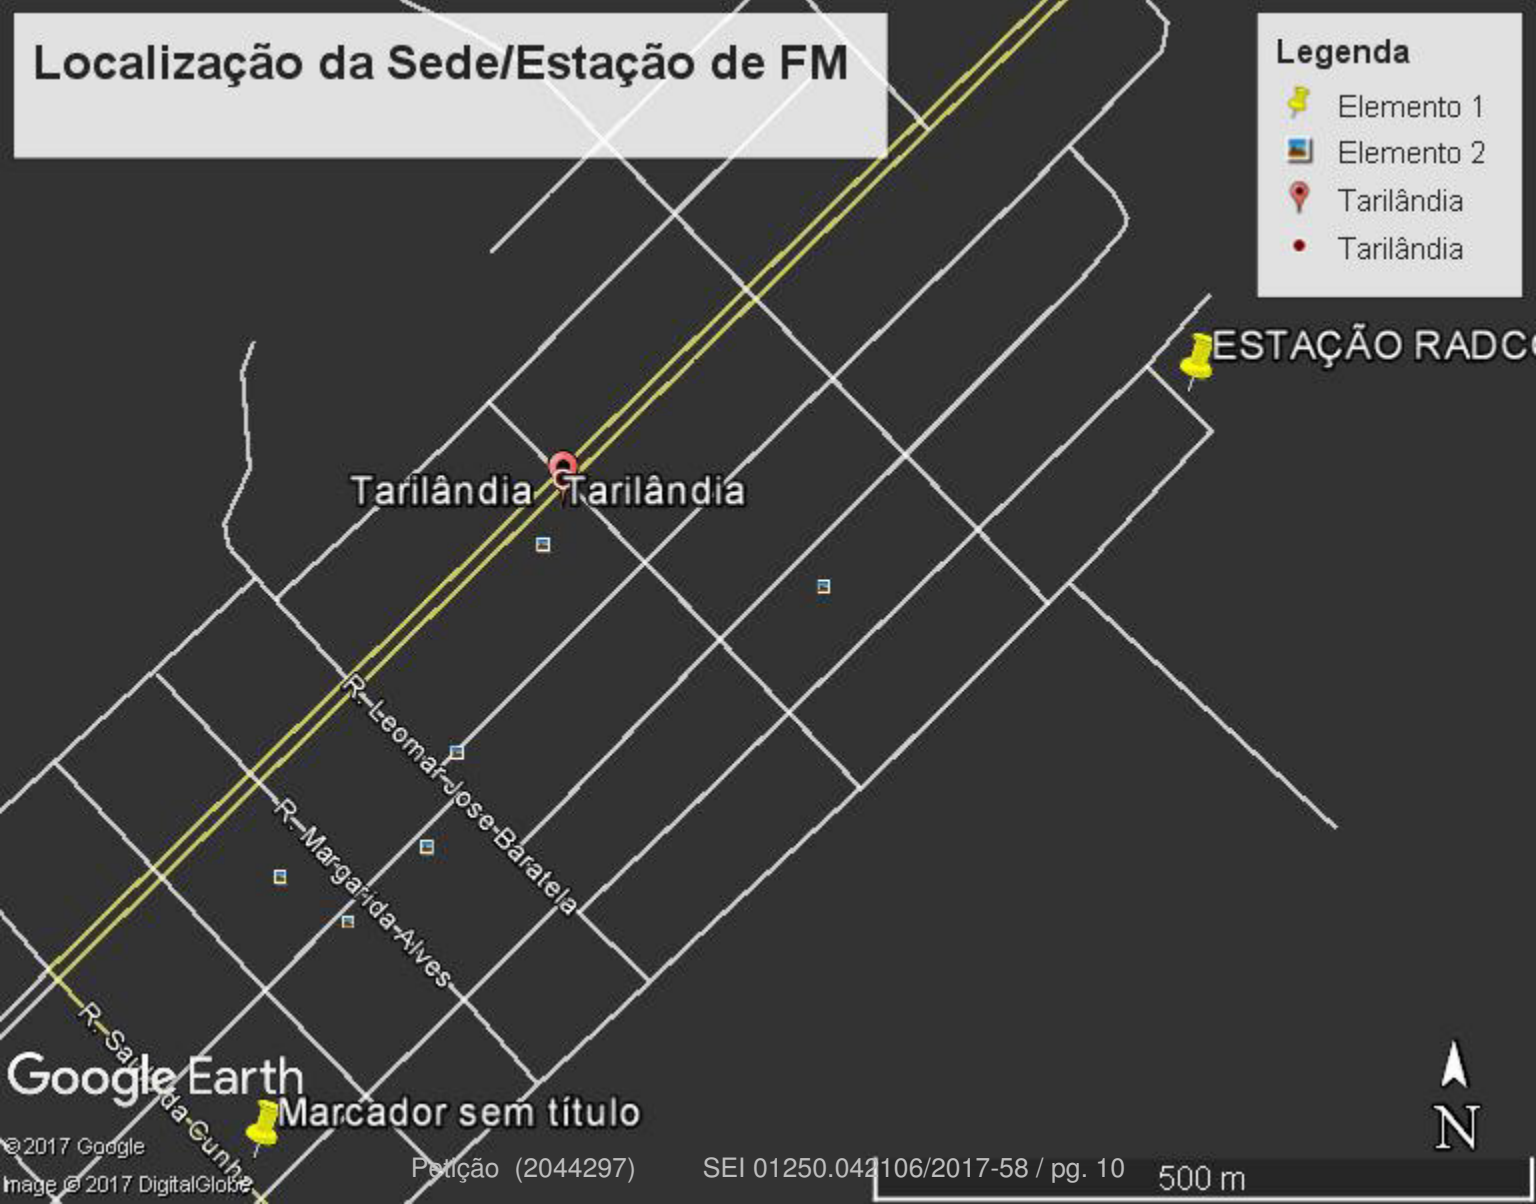 Localização da Sede/Estação de FM
Legenda
Elemento 1
Elemento 2
Tarilândia
Tarilândia
ESTAÇÃO RADC
Tarilândia
Tarilândia
R. Leomar Jose Baratela
R. Margarida Alves
da Cunha
Google Earth
Marcador sem título
©2017 Google
Image © 2017 DigitalGlobe
Petição (2044297) SEI 01250.042106/2017-58 / pg. 10
500 m
N